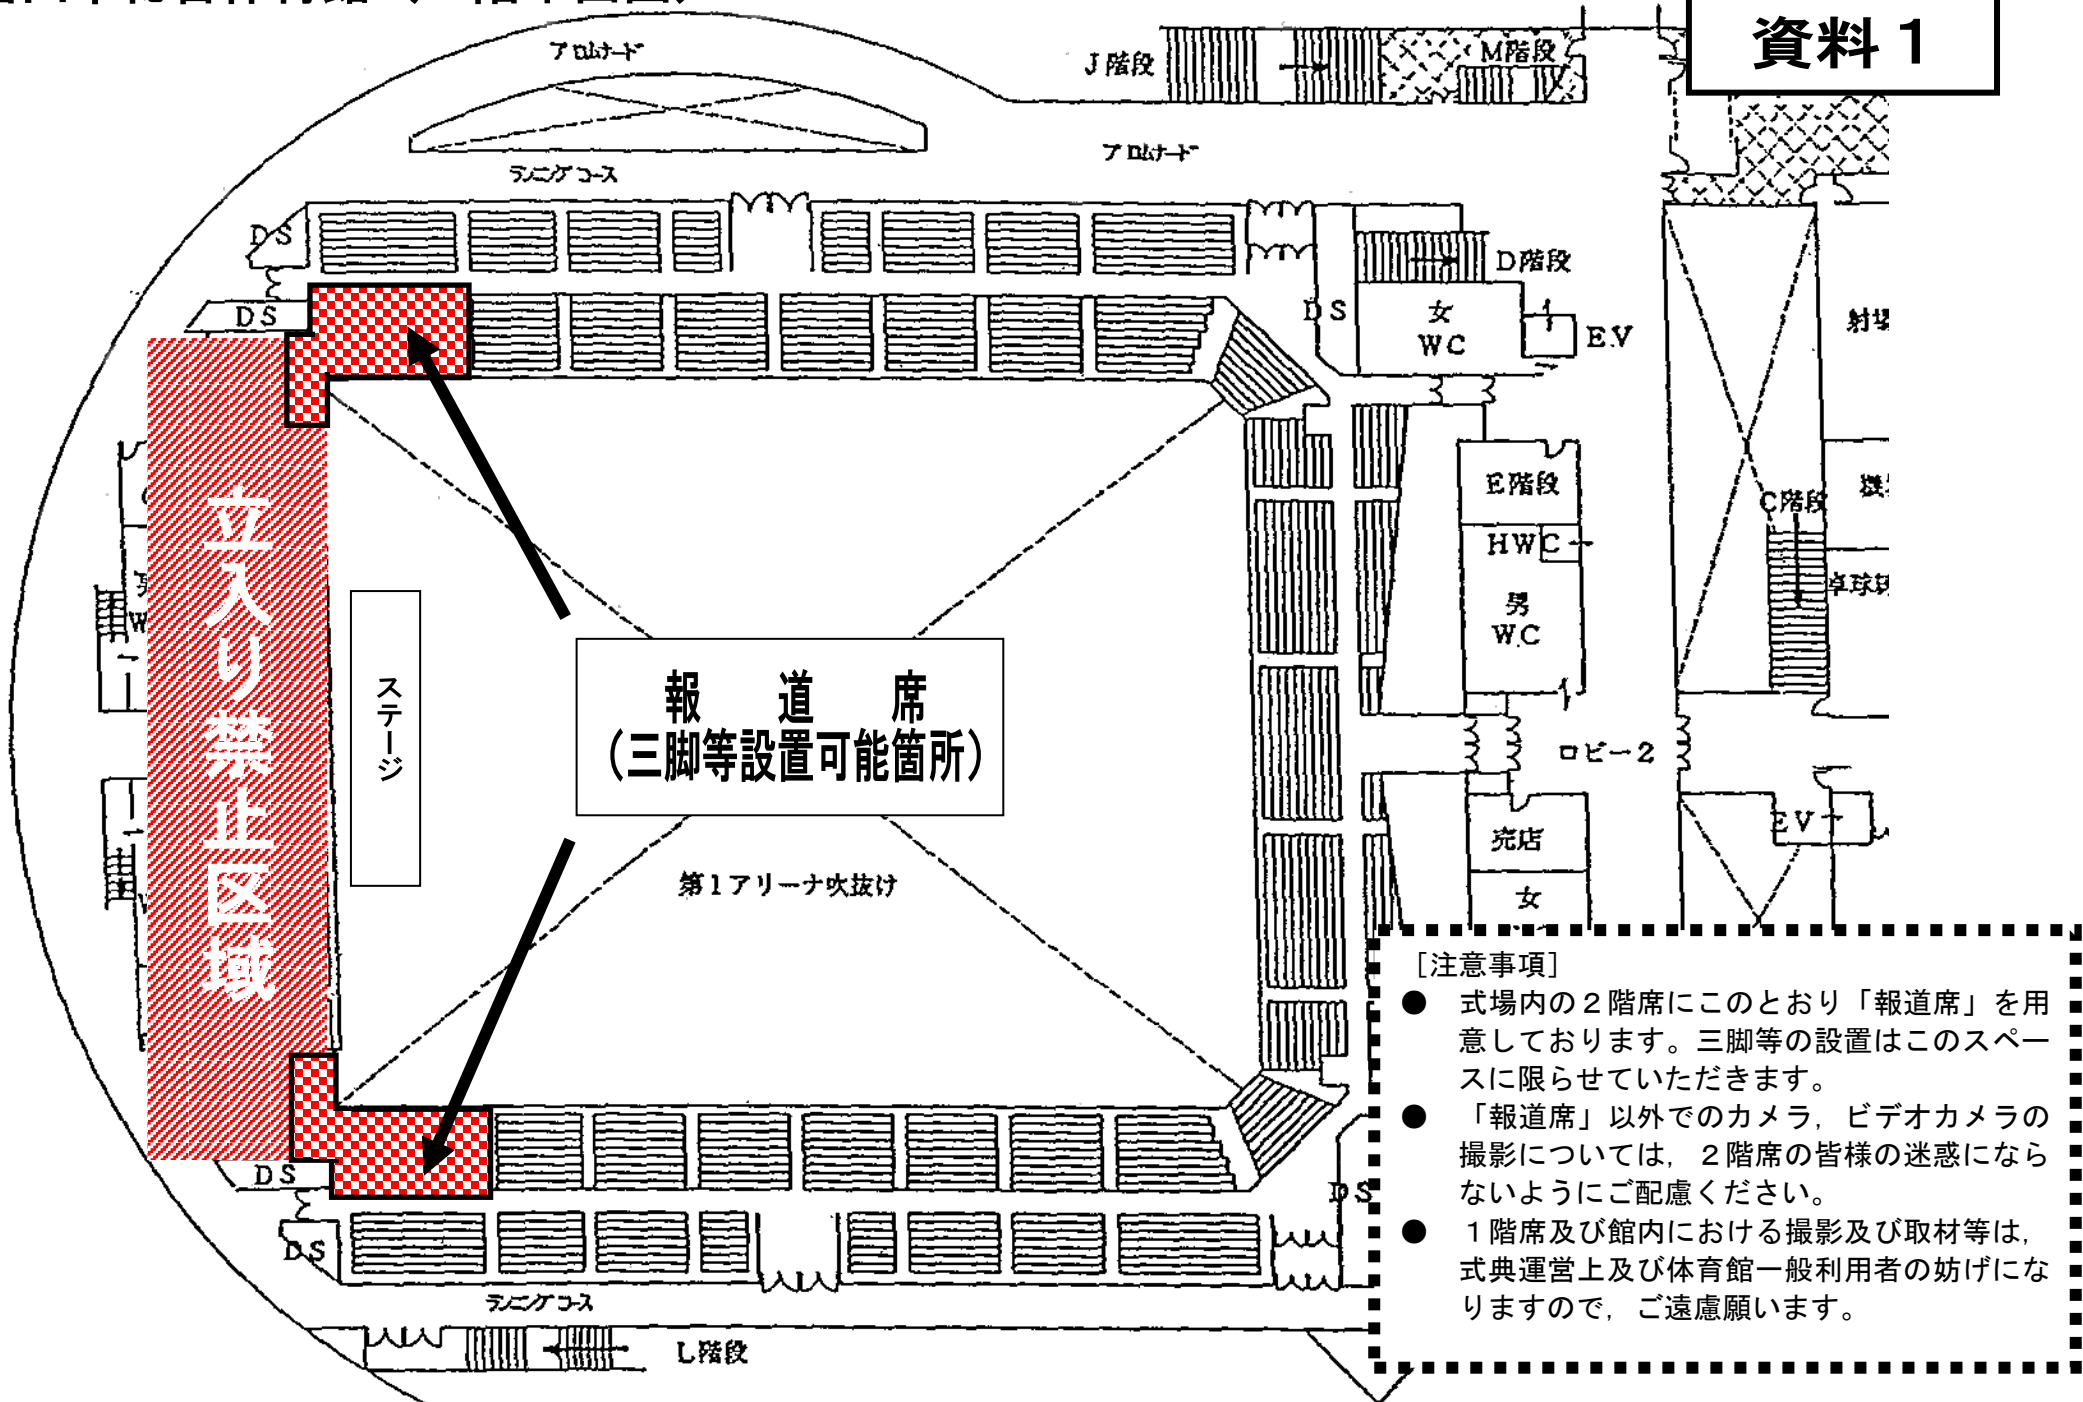 資料１
プロムナード
J階段
M階段
プロムナード
ランニングコース
DS
D階段
DS
DS
女
WC
EV
射場
立入り禁止区域
E階段
C階段
HWC
卓球
男
W.C
ステージ
報　道　席
（三脚等設置可能箇所）
ロビー2
EV
売店
第1アリーナ吹抜け
女
［注意事項］
●　式場内の２階席にこのとおり「報道席」を用
意しております。三脚等の設置はこのスペー
スに限らせていただきます。
●　「報道席」以外でのカメラ，ビデオカメラの
撮影については，２階席の皆様の迷惑になら
ないようにご配慮ください。
●　１階席及び館内における撮影及び取材等は，
式典運営上及び体育館一般利用者の妨げにな
りますので，ご遠慮願います。
DS
DS
DS
ランニングコース
L階段